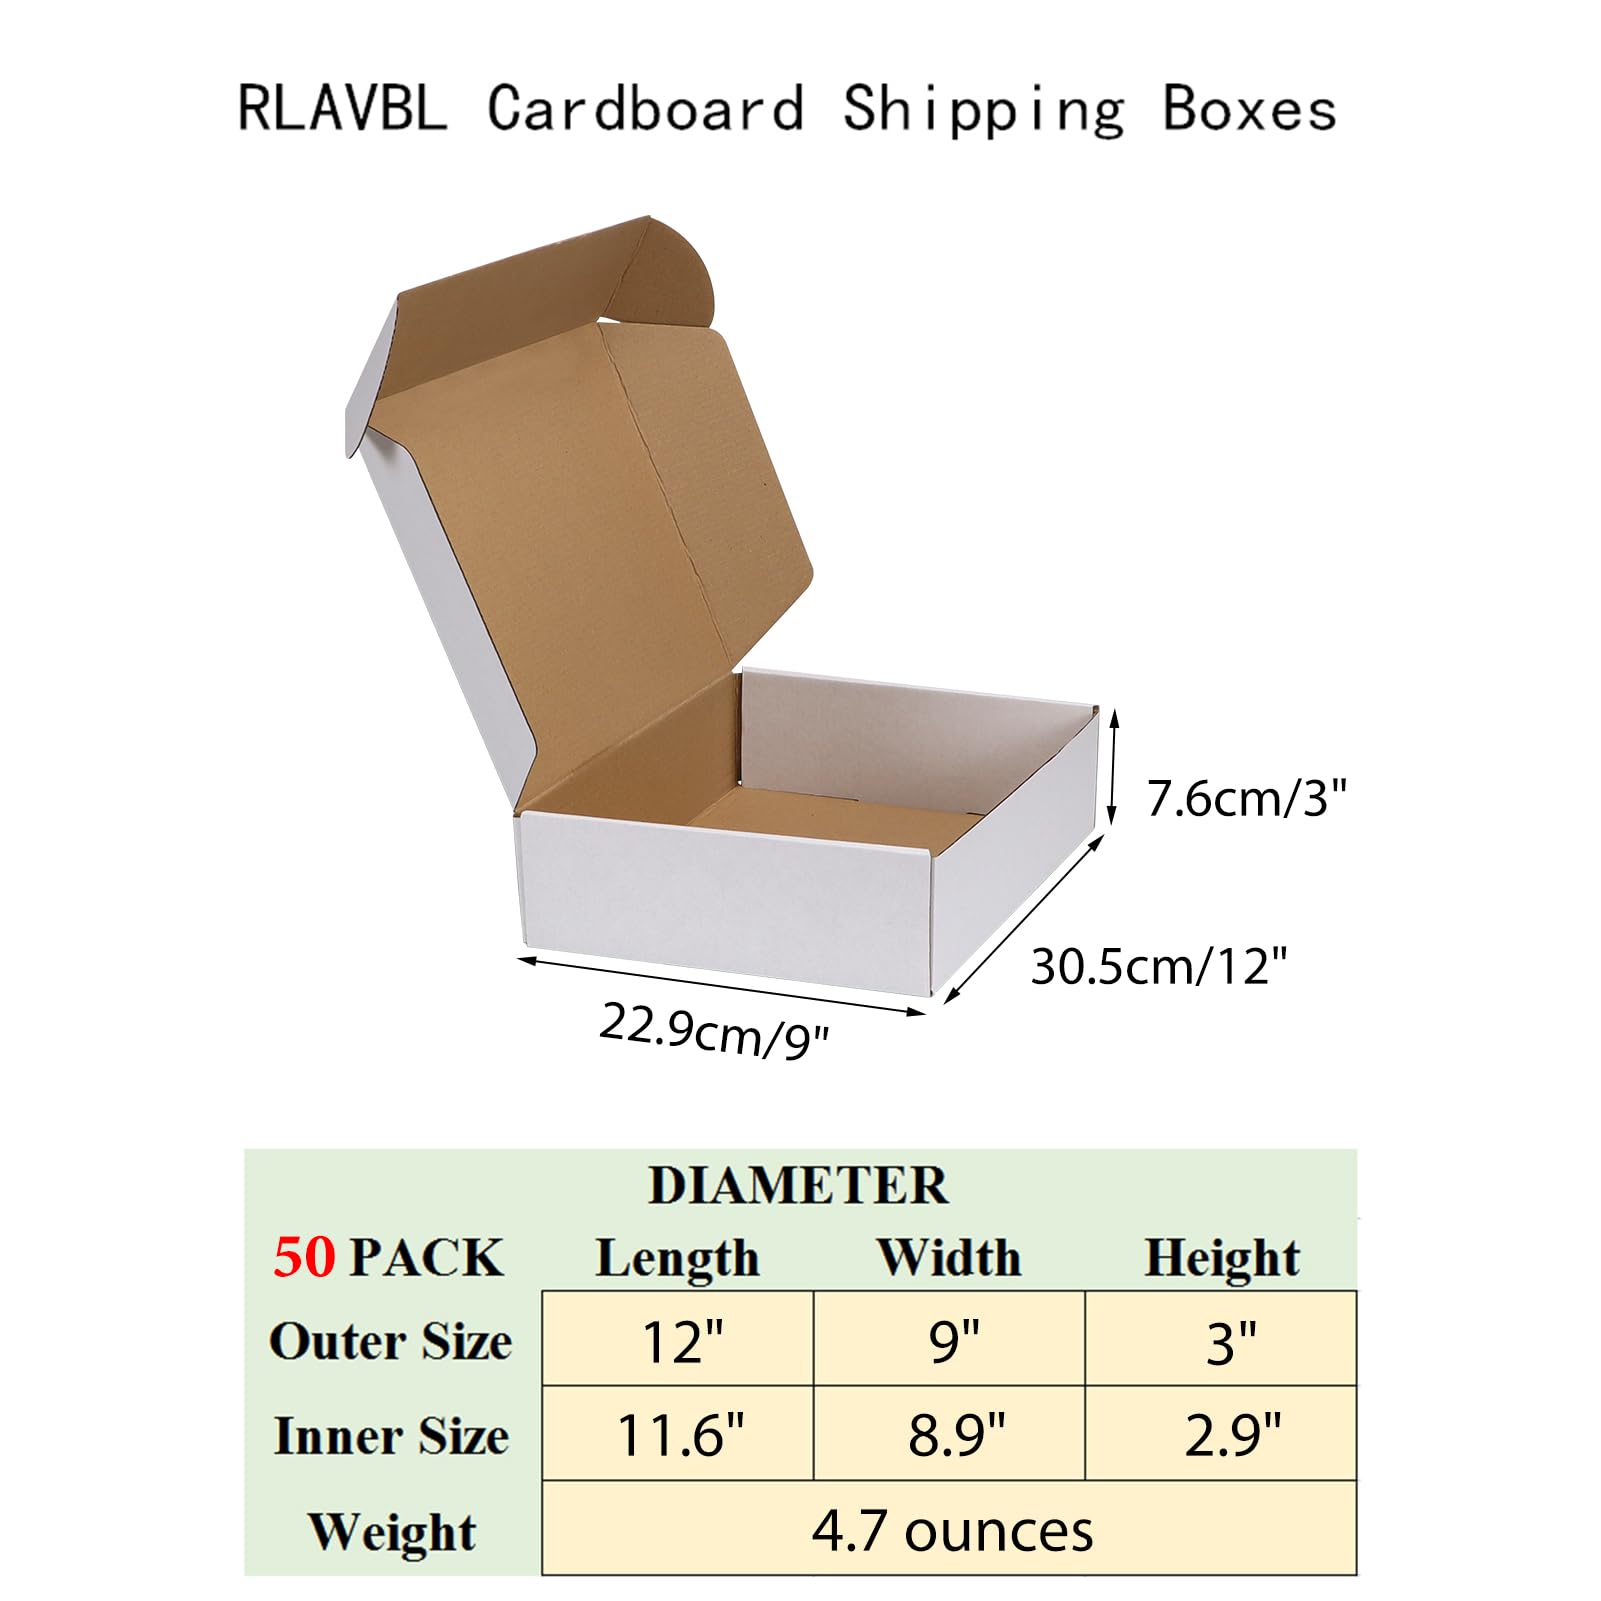 RLAVBL Cardboard Shipping Boxes
7.6cm/3"
30.5cm/12"
22.9cm/9"
DIAMETER
50 PACK Length Width Height
Outer Size 12" 9" 3"
Inner Size 11.6" 8.9" 2.9"
Weight 4.7 ounces